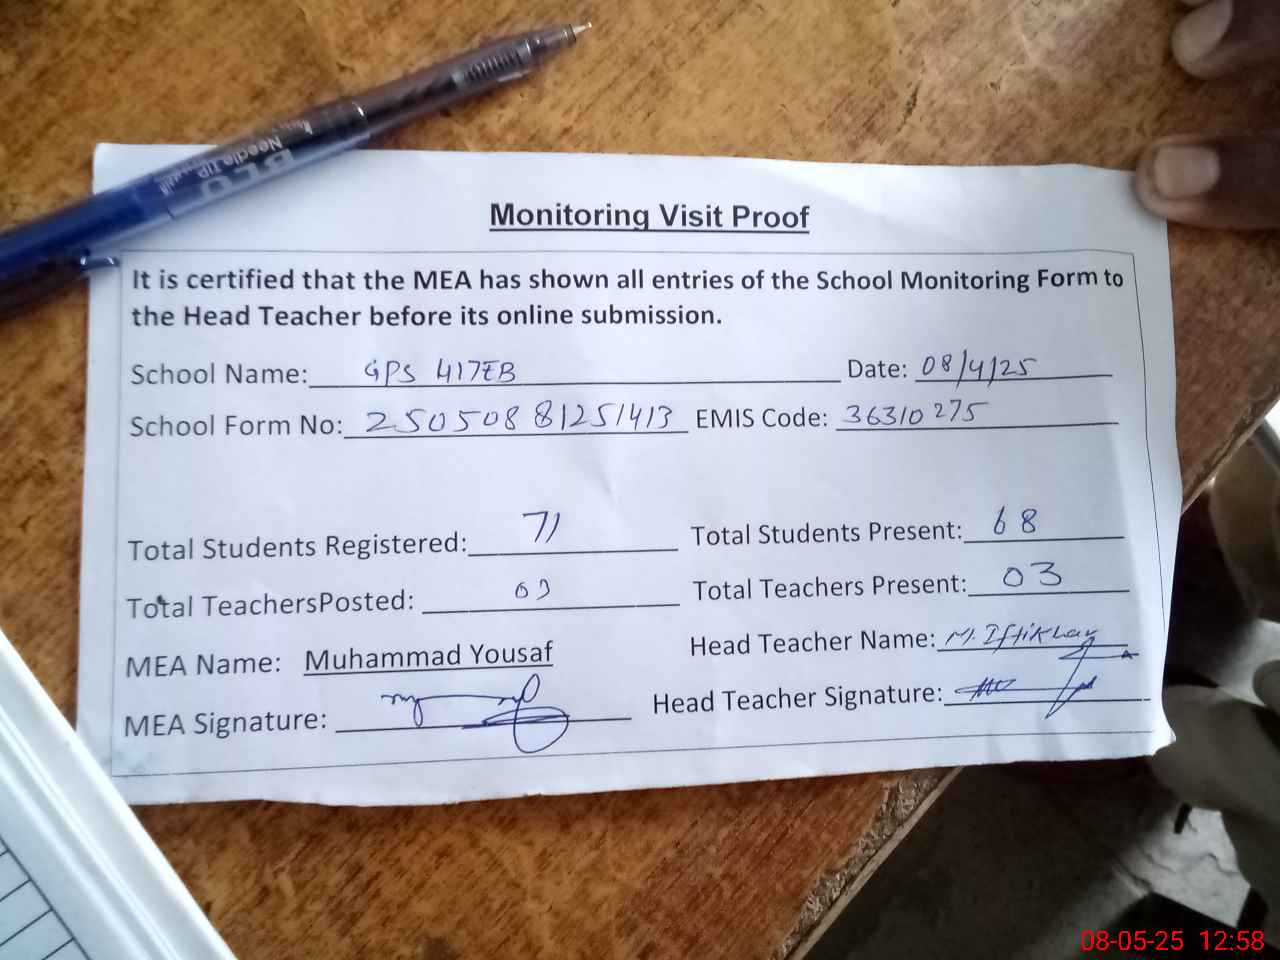 Monitoring Visit Proof
It is certified that the MEA has shown all entries of the School Monitoring Form to
the Head Teacher before its online submission.
School Name: GPS 417EB Date: 08/4/25
School Form No: 25050881251413 EMIS Code: 36310275
Total Students Registered: 71 Total Students Present: 68
Total TeachersPosted: 03 Total Teachers Present: 03
MEA Name: Muhammad Yousaf Head Teacher Name: M. Iftikhar
MEA Signature: Head Teacher Signature:
Needle TIP
08-05-25 12:58